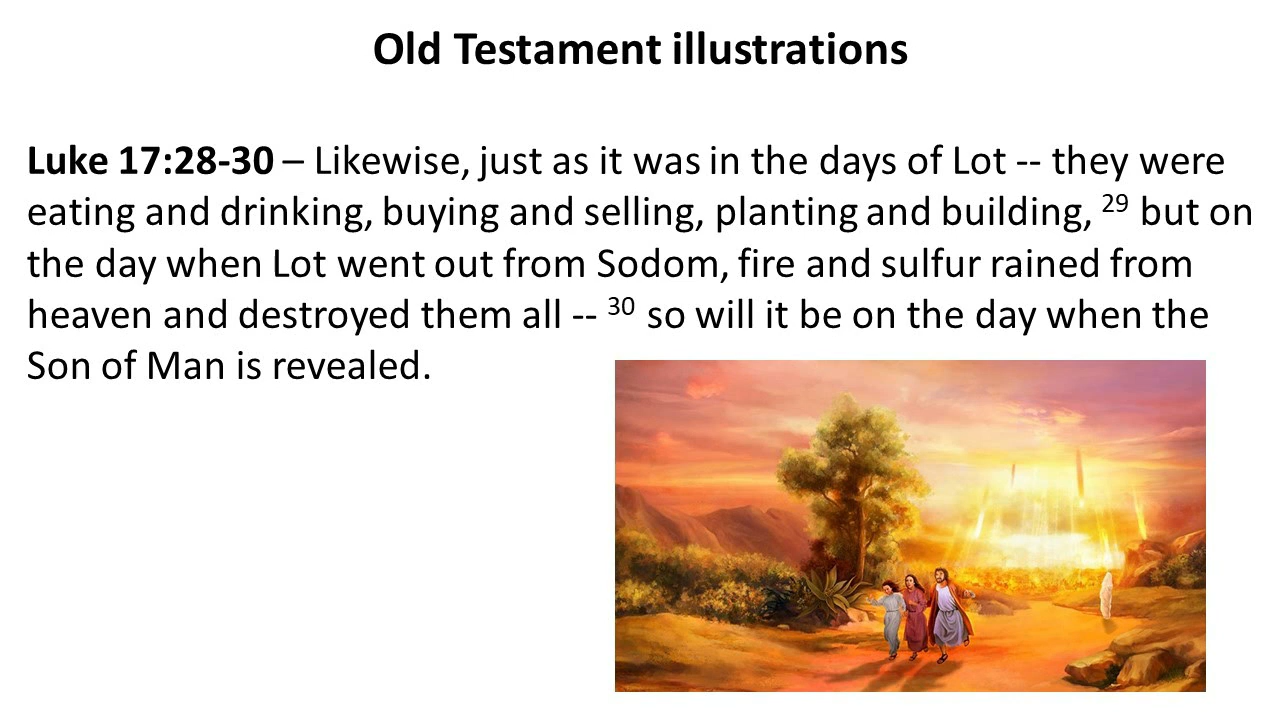 Old Testament illustrations
Luke 17:28-30 – Likewise, just as it was in the days of Lot -- they were
eating and drinking, buying and selling, planting and building, 29 but on
the day when Lot went out from Sodom, fire and sulfur rained from
heaven and destroyed them all -- 30 so will it be on the day when the
Son of Man is revealed.